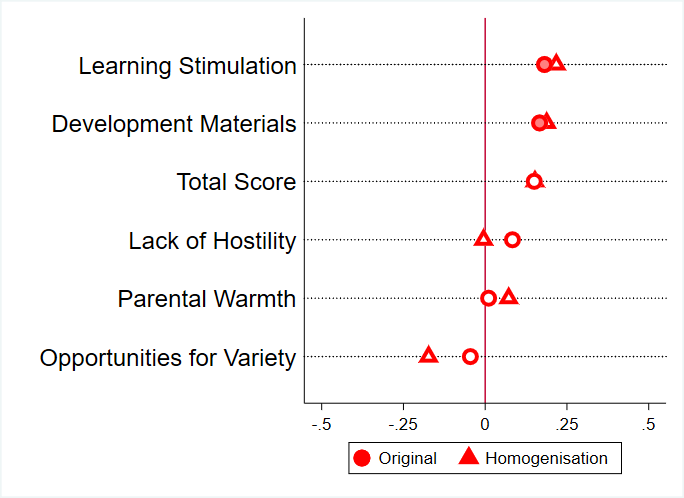 Learning Stimulation
Development Materials
Total Score
Lack of Hostility
Parental Warmth
Opportunities for Variety
-.5 -.25 0 .25 .5
Original Homogenisation